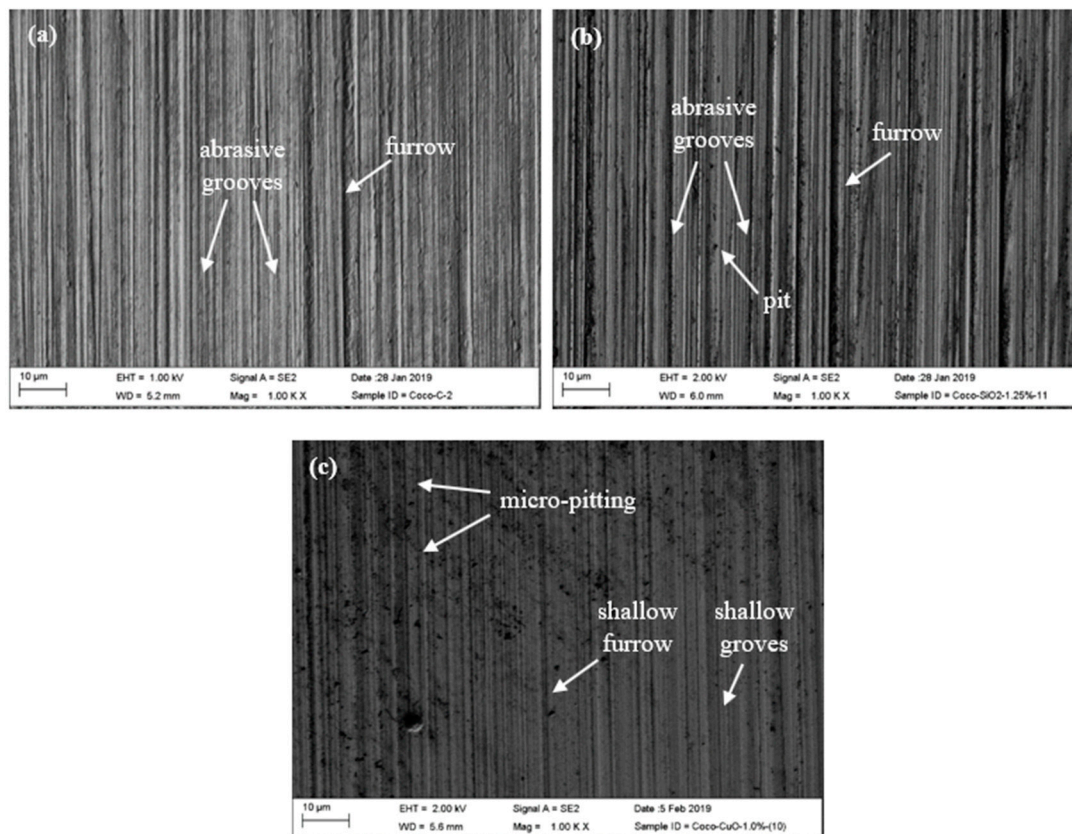 (a)
abrasive
grooves
furrow
10 µm
EHT = 1.00 kV
Signal A = SE2
Date :28 Jan 2019
WD = 5.2 mm
Mag = 1.00 K X
Sample ID = Coco-C-2
(b)
abrasive
grooves
furrow
pit
10 µm
EHT = 2.00 kV
Signal A = SE2
Date :28 Jan 2019
WD = 6.0 mm
Mag = 1.00 K X
Sample ID = Coco-SiO2-1.25%-11
(c)
micro-pitting
shallow
furrow
shallow
groves
10 µm
EHT = 2.00 kV
Signal A = SE2
Date :5 Feb 2019
WD = 5.6 mm
Mag = 1.00 K X
Sample ID = Coco-CuO-1.0%-(10)